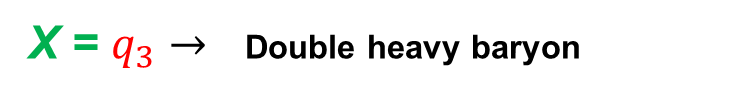 X = q₃ → Double heavy baryon